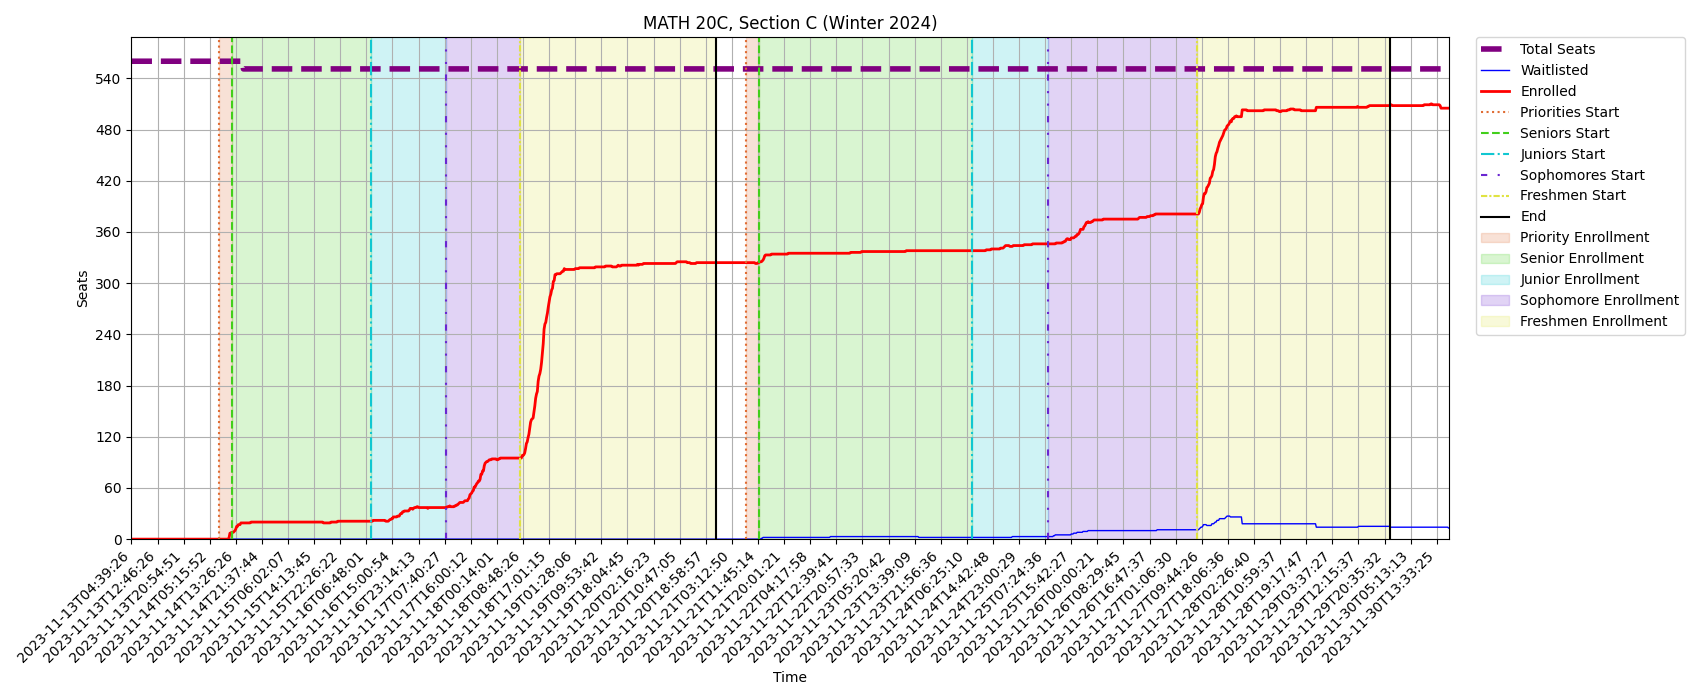 MATH 20C, Section C (Winter 2024)
Seats
540
480
420
360
300
240
180
120
60
0
2023-11-13T04:39:26
2023-11-13T12:46:26
2023-11-13T20:54:51
2023-11-14T05:15:52
2023-11-14T13:26:26
2023-11-14T21:37:44
2023-11-15T06:02:07
2023-11-15T14:13:45
2023-11-15T22:26:22
2023-11-16T06:48:01
2023-11-16T15:00:54
2023-11-16T23:14:13
2023-11-17T07:40:27
2023-11-18T00:00:12
2023-11-18T00:14:01
2023-11-18T08:48:26
2023-11-18T17:01:15
2023-11-19T01:28:06
2023-11-19T09:53:42
2023-11-19T18:04:45
2023-11-20T02:16:23
2023-11-20T10:47:05
2023-11-20T18:58:57
2023-11-21T03:12:50
2023-11-21T11:45:14
2023-11-21T20:01:21
2023-11-22T04:17:58
2023-11-22T12:39:41
2023-11-22T20:57:33
2023-11-23T05:20:42
2023-11-23T13:39:09
2023-11-23T21:56:36
2023-11-24T06:25:10
2023-11-24T14:42:48
2023-11-24T23:00:29
2023-11-25T07:24:36
2023-11-25T15:42:27
2023-11-26T00:00:21
2023-11-26T08:29:45
2023-11-26T16:47:37
2023-11-27T01:06:30
2023-11-27T09:44:26
2023-11-27T18:06:36
2023-11-28T02:26:40
2023-11-28T10:59:37
2023-11-28T19:17:47
2023-11-29T03:37:27
2023-11-29T12:15:37
2023-11-29T20:35:32
2023-11-30T05:13:13
2023-11-30T13:33:25
Time
Total Seats
Waitlisted
Enrolled
Priorities Start
Seniors Start
Juniors Start
Sophomores Start
Freshmen Start
End
Priority Enrollment
Senior Enrollment
Junior Enrollment
Sophomore Enrollment
Freshmen Enrollment